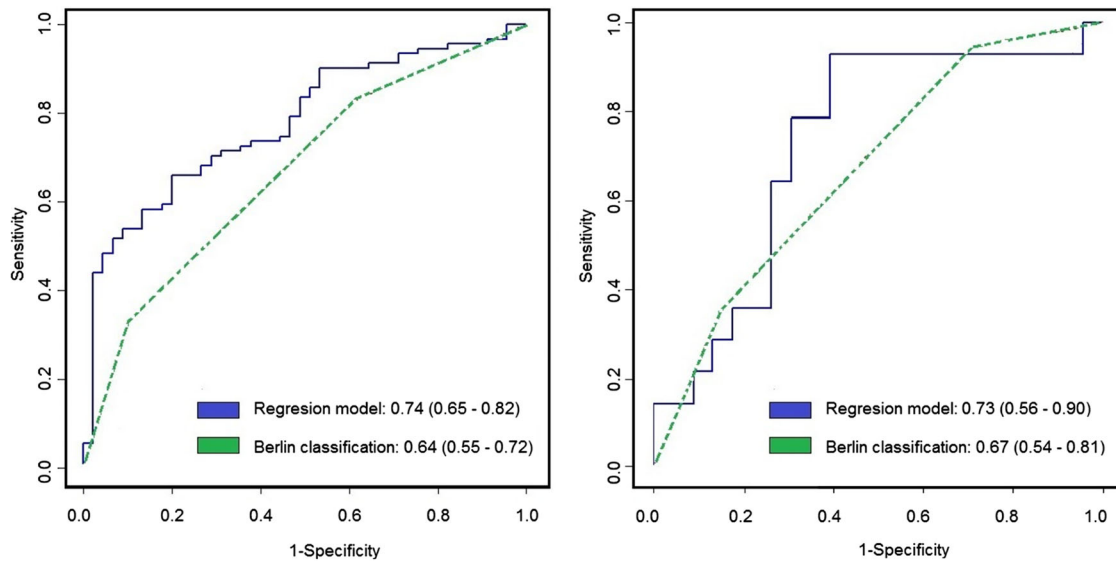 1.0
0.8
0.6
0.4
0.2
0.0
Sensitivity
Regresion model: 0.74 (0.65 - 0.82)
Berlin classification: 0.64 (0.55 - 0.72)
0.0 0.2 0.4 0.6 0.8 1.0
1-Specificity
1.0
0.8
0.6
0.4
0.2
0.0
Sensitivity
Regresion model: 0.73 (0.56 - 0.90)
Berlin classification: 0.67 (0.54 - 0.81)
0.0 0.2 0.4 0.6 0.8 1.0
1-Specificity